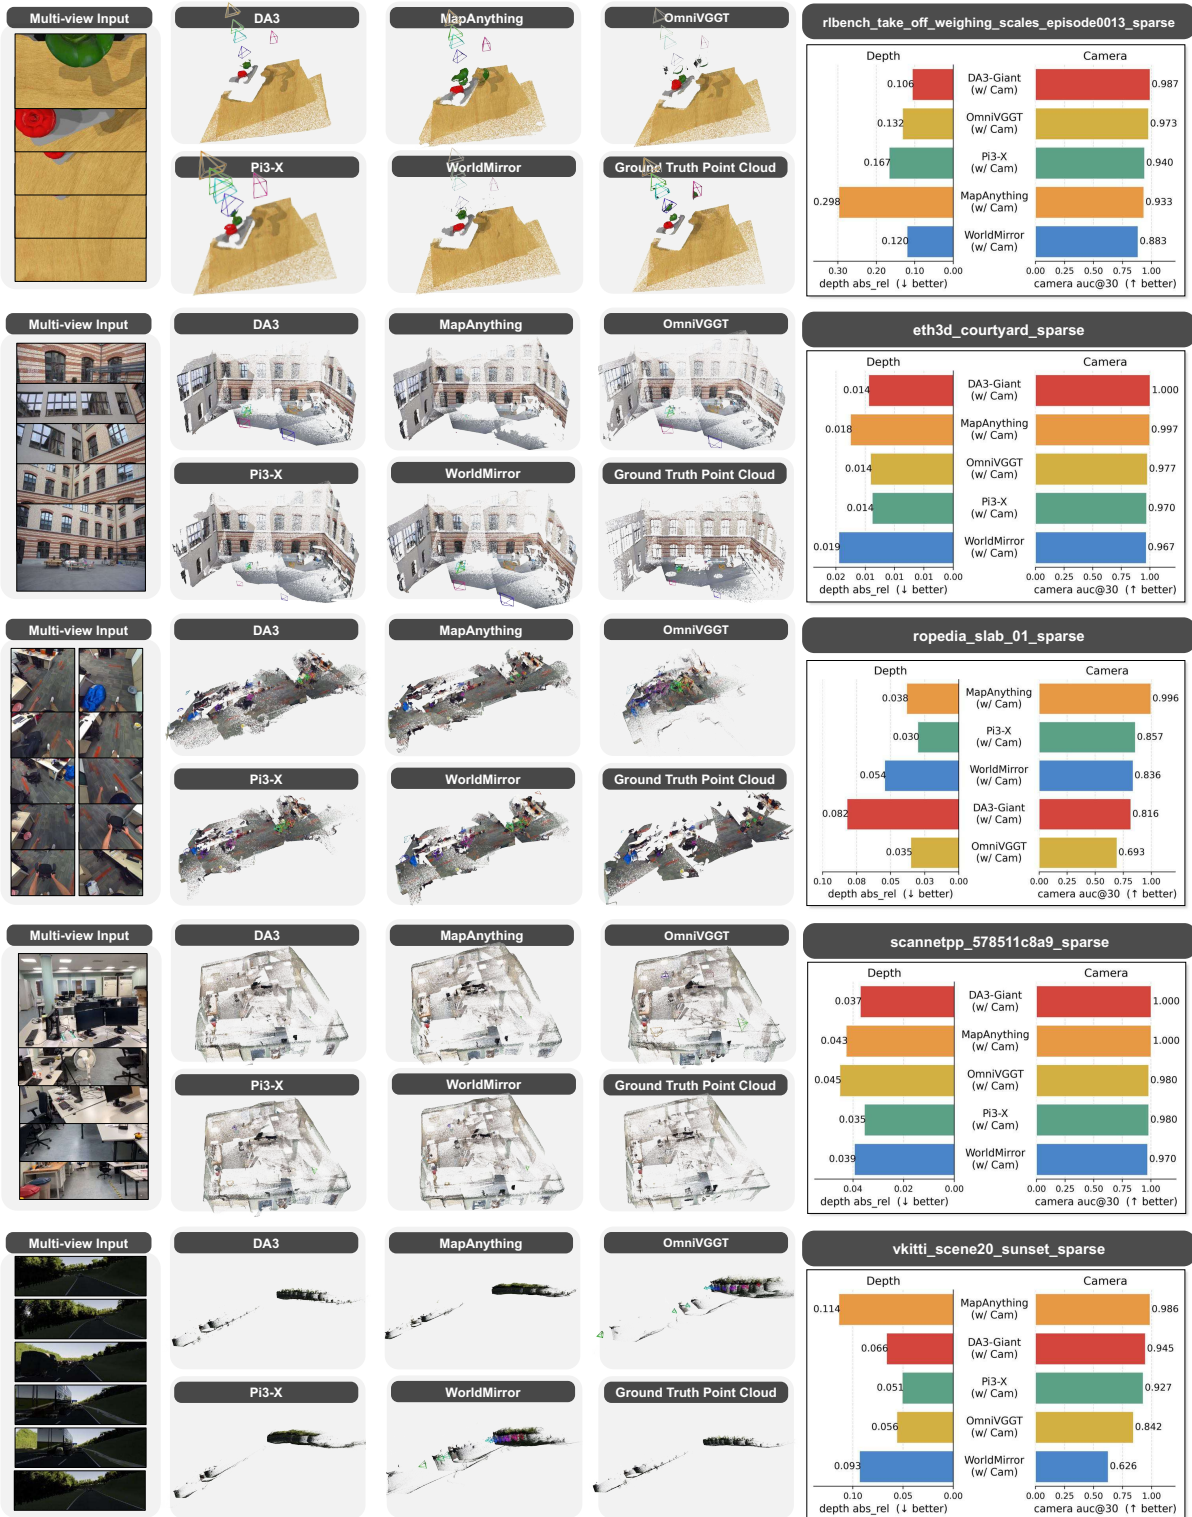 Multi-view Input
DA3
MapAnything
OmniVGGT
Pi3-X
WorldMirror
Ground Truth Point Cloud
rlbench_take_off_weighing_scales_episode0013_sparse
Depth
Camera
0.106
DA3-Giant
(w/ Cam)
0.987
0.132
OmniVGGT
(w/ Cam)
0.973
0.167
Pi3-X
(w/ Cam)
0.940
0.298
MapAnything
(w/ Cam)
0.933
0.120
WorldMirror
(w/ Cam)
0.883
0.30 0.20 0.10 0.00
0.00 0.25 0.50 0.75 1.00
depth abs_rel (↓ better)
camera auc@30 (↑ better)
Multi-view Input
DA3
MapAnything
OmniVGGT
Pi3-X
WorldMirror
Ground Truth Point Cloud
eth3d_courtyard_sparse
Depth
Camera
0.014
DA3-Giant
(w/ Cam)
1.000
0.018
MapAnything
(w/ Cam)
0.997
0.014
OmniVGGT
(w/ Cam)
0.977
0.014
Pi3-X
(w/ Cam)
0.970
0.019
WorldMirror
(w/ Cam)
0.967
0.02 0.01 0.01 0.01 0.00
0.00 0.25 0.50 0.75 1.00
depth abs_rel (↓ better)
camera auc@30 (↑ better)
Multi-view Input
DA3
MapAnything
OmniVGGT
Pi3-X
WorldMirror
Ground Truth Point Cloud
ropedia_slab_01_sparse
Depth
Camera
0.038
MapAnything
(w/ Cam)
0.996
0.030
Pi3-X
(w/ Cam)
0.857
0.054
WorldMirror
(w/ Cam)
0.836
0.082
DA3-Giant
(w/ Cam)
0.816
0.035
OmniVGGT
(w/ Cam)
0.693
0.10 0.08 0.05 0.03 0.00
0.00 0.25 0.50 0.75 1.00
depth abs_rel (↓ better)
camera auc@30 (↑ better)
Multi-view Input
DA3
MapAnything
OmniVGGT
Pi3-X
WorldMirror
Ground Truth Point Cloud
scannetpp_578511c8a9_sparse
Depth
Camera
0.037
DA3-Giant
(w/ Cam)
1.000
0.043
MapAnything
(w/ Cam)
1.000
0.045
OmniVGGT
(w/ Cam)
0.980
0.035
Pi3-X
(w/ Cam)
0.980
0.039
WorldMirror
(w/ Cam)
0.970
0.04 0.02 0.00
0.00 0.25 0.50 0.75 1.00
depth abs_rel (↓ better)
camera auc@30 (↑ better)
Multi-view Input
DA3
MapAnything
OmniVGGT
Pi3-X
WorldMirror
Ground Truth Point Cloud
vkitti_scene20_sunset_sparse
Depth
Camera
0.114
MapAnything
(w/ Cam)
0.986
0.066
DA3-Giant
(w/ Cam)
0.945
0.051
Pi3-X
(w/ Cam)
0.927
0.056
OmniVGGT
(w/ Cam)
0.842
0.093
WorldMirror
(w/ Cam)
0.626
0.10 0.05 0.00
0.00 0.25 0.50 0.75 1.00
depth abs_rel (↓ better)
camera auc@30 (↑ better)